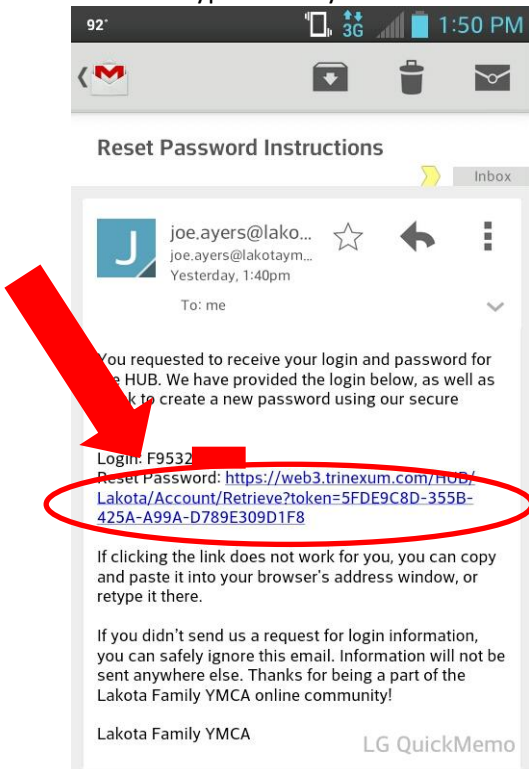 92°
3G
1:50 PM
Reset Password Instructions
Inbox
J
joe.ayers@lako...
joe.ayers@lakotaym...
Yesterday, 1:40pm
To: me
You requested to receive your login and password for
HUB. We have provided the login below, as well as
to create a new password using our secure
Login: F9532
Reset Password: https://web3.trinexum.com/HUB/
Lakota/Account/Retrieve?token=5FDE9C8D-355B-
425A-A99A-D789E309D1F8
If clicking the link does not work for you, you can copy
and paste it into your browser's address window, or
retype it there.
If you didn't send us a request for login information,
you can safely ignore this email. Information will not be
sent anywhere else. Thanks for being a part of the
Lakota Family YMCA online community!
Lakota Family YMCA
LG QuickMemo